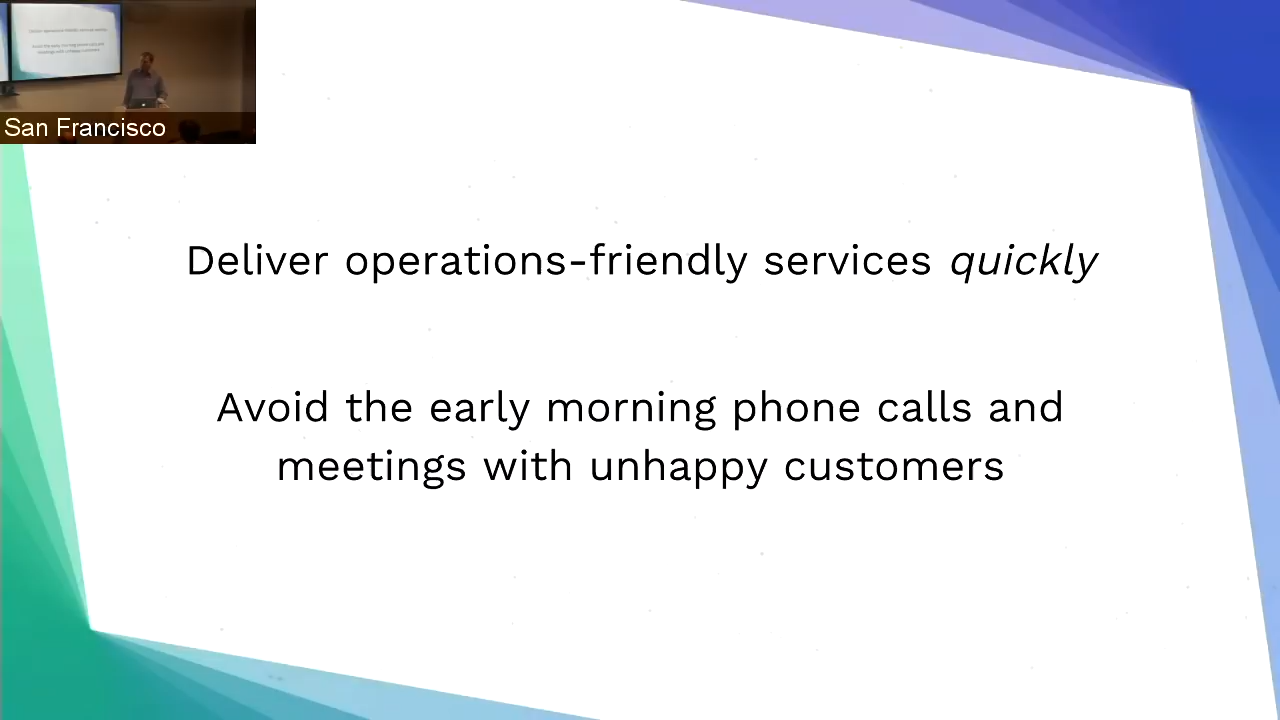 San Francisco
Deliver operations-friendly services quickly
Avoid the early morning phone calls and
meetings with unhappy customers